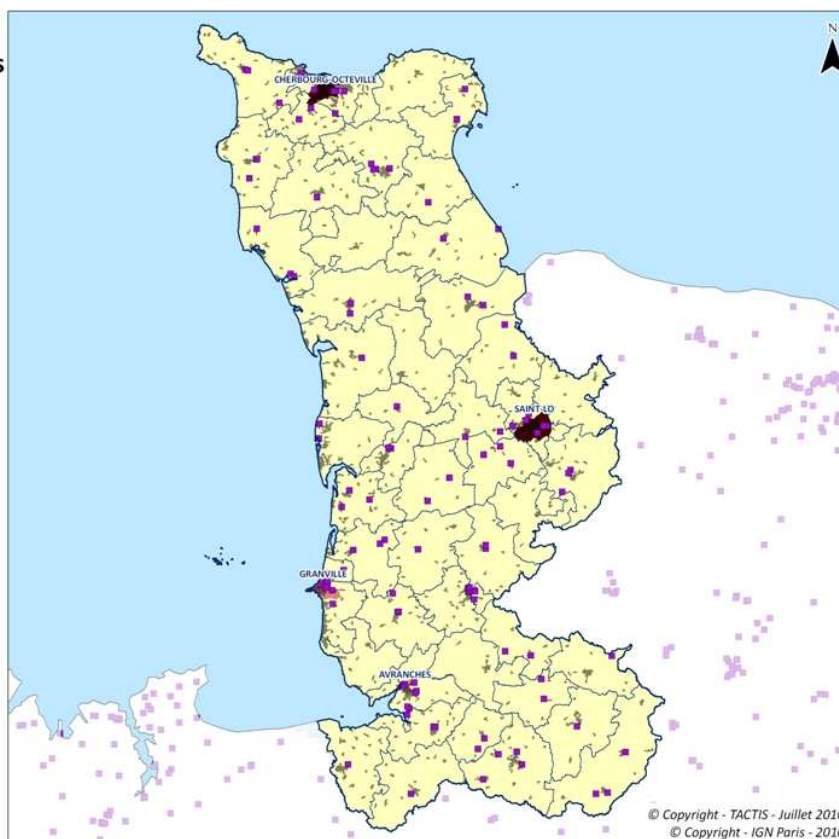 s
N
CHERBOURG-OCTEVILLE
SAINT-LO
GRANVILLE
AVRANCHES
© Copyright - TACTIS - Juillet 201
© Copyright - IGN Paris - 201